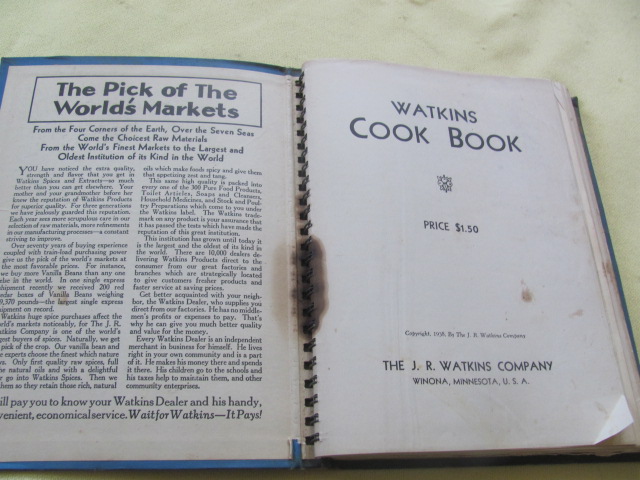 The Pick of The
World's Markets
From the Four Corners of the Earth, Over the Seven Seas
Come the Choicest Raw Materials
From the World's Finest Markets to the Largest and
Oldest Institution of its Kind in the World
YOU have noticed the extra quality,
strength and flavor that you get in
Watkins Spices and Extracts—so much
better than you can get elsewhere. Your
mother and your grandmother before her
knew the reputation of Watkins Products
for superior quality. For three generations
we have jealously guarded this reputation.
Each year sees more scrupulous care in our
selection of raw materials, more refinements
in our manufacturing processes—a constant
striving to improve.
Over seventy years of buying experience
coupled with train-load purchasing power
give us the pick of the world's markets at
the most favorable prices. For instance,
we buy more Vanilla Beans than any one
else in the world. In one single express
shipment recently we received 200 red
cedar boxes of Vanilla Beans weighing
9,370 pounds—the largest single express
shipment on record.
Watkins huge spice purchases affect the
world's markets noticeably, for The J. R.
Watkins Company is one of the world's
largest buyers of spices. Naturally, we get
pick of the crop. Our vanilla bean and
experts choose the finest which nature
Only first quality raw spices, full
the natural oils and with a delightful
go into Watkins Spices. Then we
them so they retain those rich, natural
oils which make foods spicy and give them
that appetizing zest and tang.
This same high quality is packed into
every one of the 300 Pure Food Products,
Toilet Articles, Soaps and Cleaners,
Household Medicines, and Stock and Poul-
try Preparations which come to you under
the Watkins label. The Watkins trade-
mark on any product is your assurance that
it has passed the tests which have made the
reputation of this great institution.
This institution has grown until today it
is the largest and the oldest of its kind in
the world. There are 10,000 dealers de-
livering Watkins Products direct to the
consumer from our great factories and
branches which are strategically located
to give customers fresher products and
faster service at saving prices.
Get better acquainted with your neigh-
bor, the Watkins Dealer, who supplies you
direct from our factories. He has no middle-
men's profits or expenses to pay. That's
why he can give you much better quality
and value for the money.
Every Watkins Dealer is an independent
merchant in business for himself. He lives
right in your own community and is a part
of it. He makes his money there and spends
it there. His children go to the schools and
his taxes help to maintain them, and other
community enterprises.
will pay you to know your Watkins Dealer and his handy,
convenient, economical service. Wait for Watkins—It Pays!
WATKINS
COOK BOOK
PRICE $1.50
Copyright, 1938, By The J. R. Watkins Company
THE J. R. WATKINS COMPANY
WINONA, MINNESOTA, U. S. A.